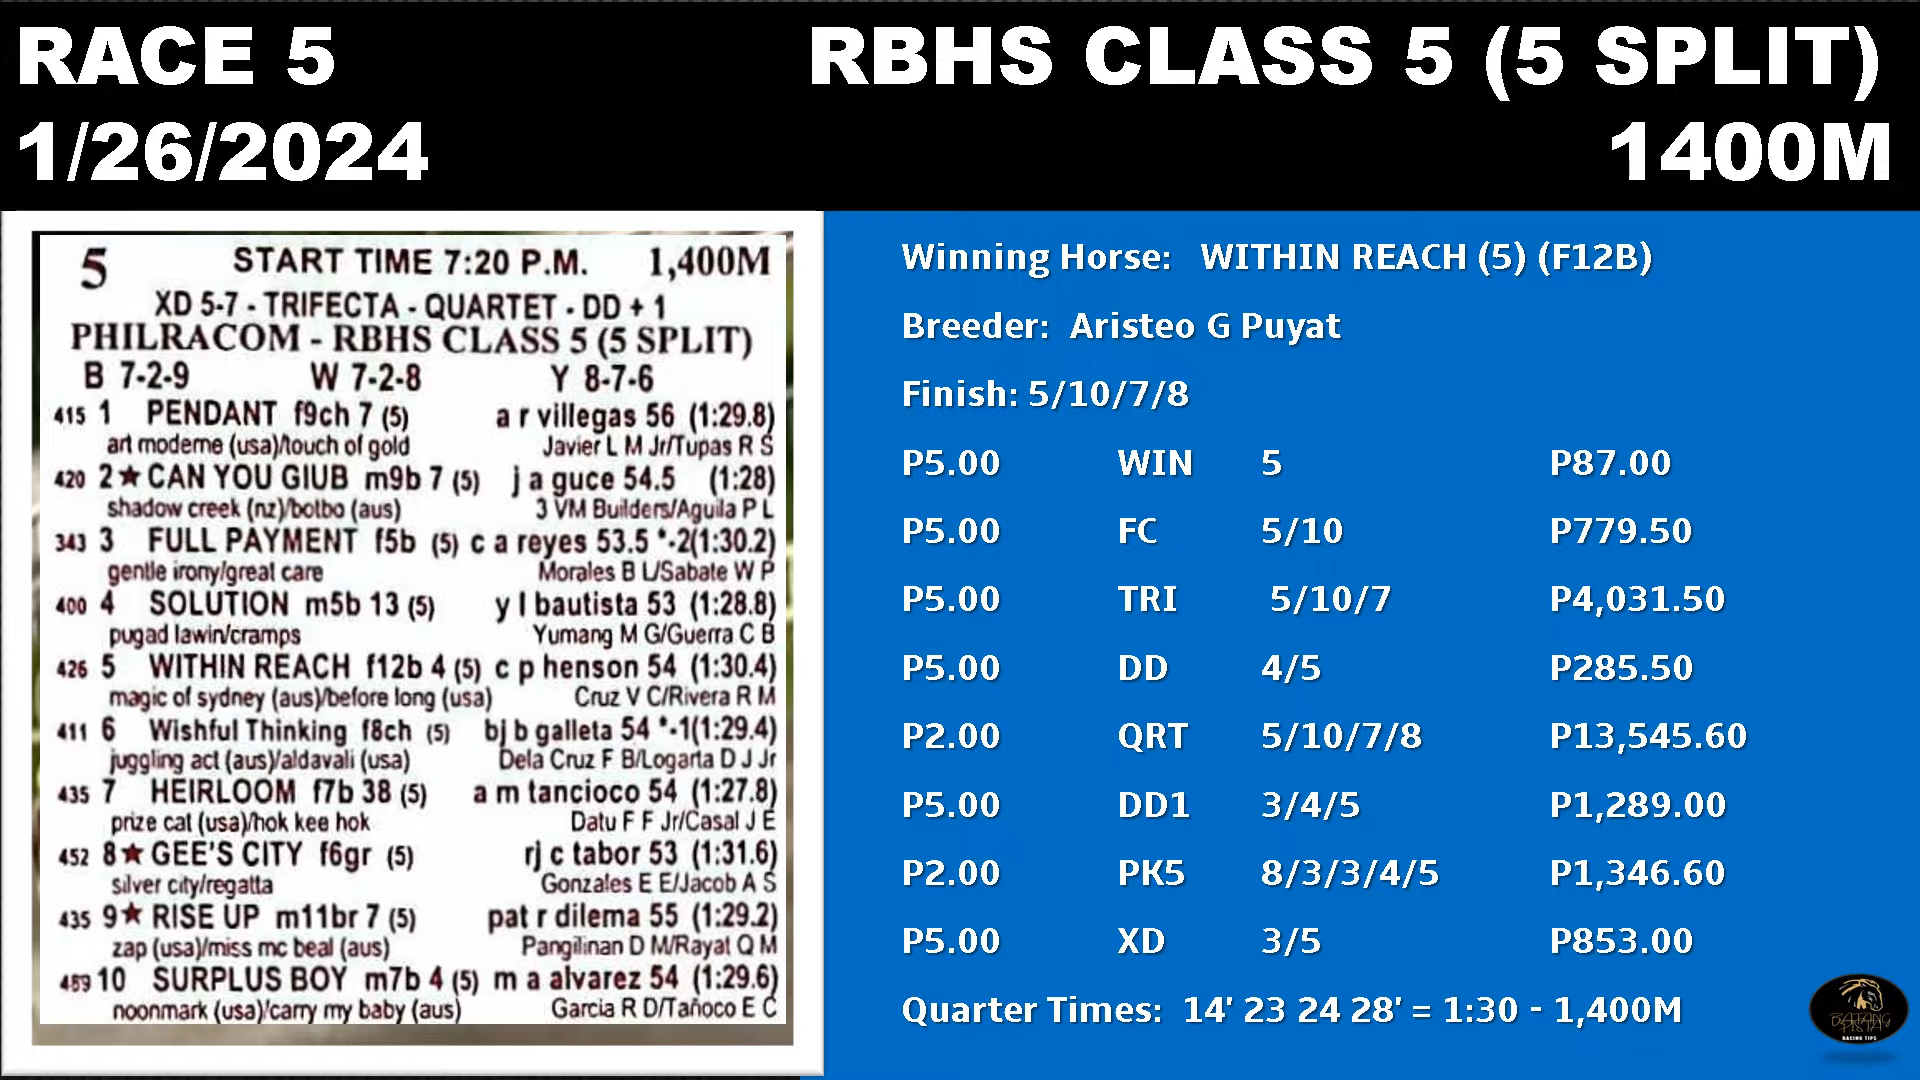 RACE 5
RBHS CLASS 5 (5 SPLIT)
1/26/2024
1400M
5 START TIME 7:20 P.M. 1,400M
XD 5-7 - TRIFECTA - QUARTET - DD + 1
PHILRACOM - RBHS CLASS 5 (5 SPLIT)
B 7-2-9 W 7-2-8 Y 8-7-6
415 1 PENDANT f9ch 7 (5) a r villegas 56 (1:29.8)
art moderne (usa)/touch of gold Javier L M Jr/Tupas R S
420 2★ CAN YOU GIUB m9b 7 (5) j a guce 54.5 (1:28)
shadow creek (nz)/botbo (aus) 3 VM Builders/Aguila P L
343 3 FULL PAYMENT f5b (5) c a reyes 53.5 *-2(1:30.2)
gentle irony/great care Morales B L/Sabate W P
400 4 SOLUTION m5b 13 (5) y l bautista 53 (1:28.8)
pugad lawin/cramps Yumang M G/Guerra C B
426 5 WITHIN REACH f12b 4 (5) c p henson 54 (1:30.4)
magic of sydney (aus)/before long (usa) Cruz V C/Rivera R M
411 6 Wishful Thinking f8ch (5) bj b galleta 54 *-1(1:29.4)
juggling act (aus)/aldavali (usa) Dela Cruz F B/Logarta D J Jr
435 7 HEIRLOOM f7b 38 (5) a m tancioco 54 (1:27.8)
prize cat (usa)/hok kee hok Datu F F Jr/Casal J E
452 8★ GEE'S CITY f6gr (5) rj c tabor 53 (1:31.6)
silver city/regatta Gonzales E E/Jacob A S
435 9★ RISE UP m11br 7 (5) pat r dilema 55 (1:29.2)
zap (usa)/miss mc beal (aus) Pangilinan D M/Rayat Q M
10 SURPLUS BOY m7b 4 (5) m a alvarez 54 (1:29.6)
noonmark (usa)/carry my baby (aus) Garcia R D/Tañoco E C
Winning Horse: WITHIN REACH (5) (F12B)
Breeder: Aristeo G Puyat
Finish: 5/10/7/8
P5.00 WIN 5 P87.00
P5.00 FC 5/10 P779.50
P5.00 TRI 5/10/7 P4,031.50
P5.00 DD 4/5 P285.50
P2.00 QRT 5/10/7/8 P13,545.60
P5.00 DD1 3/4/5 P1,289.00
P2.00 PK5 8/3/3/4/5 P1,346.60
P5.00 XD 3/5 P853.00
Quarter Times: 14' 23 24 28' = 1:30 - 1,400M
BATANG
PISTA
RACING TIPS